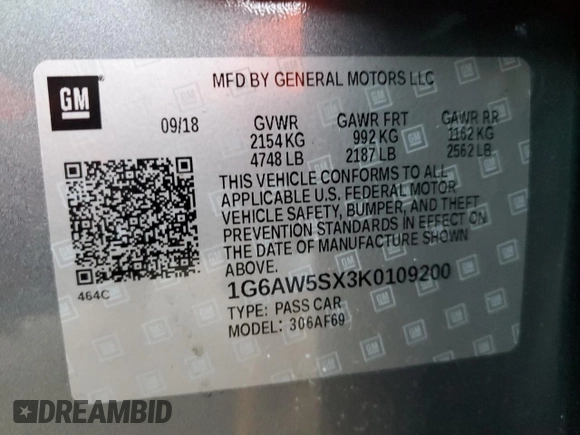 GM
MFD BY GENERAL MOTORS LLC
09/18 GVWR GAWR FRT GAWR RR
2154 KG 992 KG 1162 KG
4748 LB 2187 LB 2562 LB
THIS VEHICLE CONFORMS TO ALL
APPLICABLE U.S. FEDERAL MOTOR
VEHICLE SAFETY, BUMPER, AND THEFT
PREVENTION STANDARDS IN EFFECT ON
THE DATE OF MANUFACTURE SHOWN ABOVE.
464C
1G6AW5SX3K0109200
TYPE: PASS CAR
MODEL: 306AF69
DREAMBID